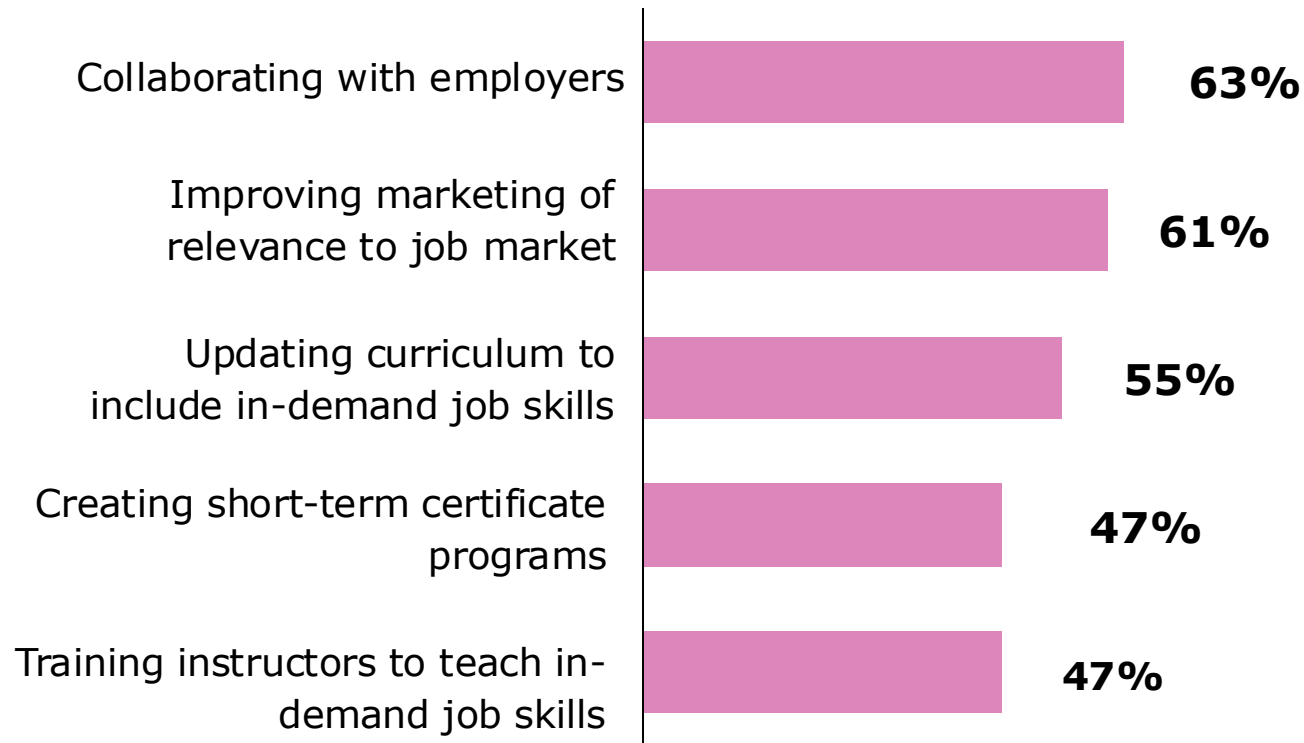 Collaborating with employers
63%
Improving marketing of
relevance to job market
61%
Updating curriculum to
include in-demand job skills
55%
Creating short-term certificate
programs
47%
Training instructors to teach in-
demand job skills
47%